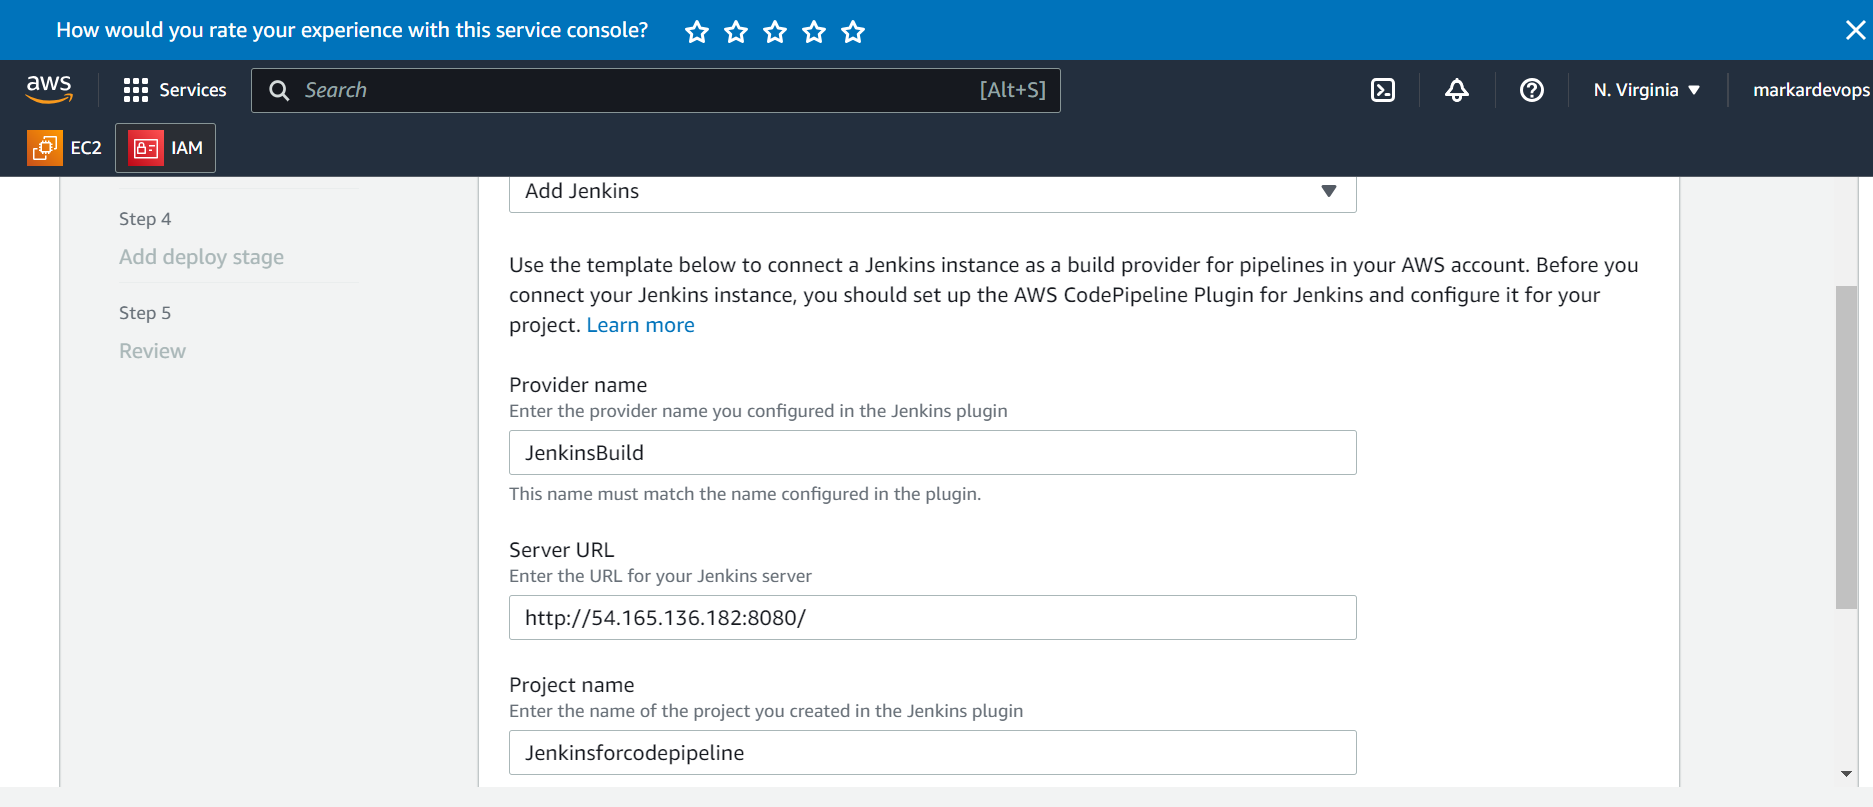 How would you rate your experience with this service console?
aws
Services
Search
[Alt+S]
N. Virginia
markardevops
EC2
IAM
Step 4
Add deploy stage
Step 5
Review
Add Jenkins
Use the template below to connect a Jenkins instance as a build provider for pipelines in your AWS account. Before you
connect your Jenkins instance, you should set up the AWS CodePipeline Plugin for Jenkins and configure it for your
project. Learn more
Provider name
Enter the provider name you configured in the Jenkins plugin
JenkinsBuild
This name must match the name configured in the plugin.
Server URL
Enter the URL for your Jenkins server
http://54.165.136.182:8080/
Project name
Enter the name of the project you created in the Jenkins plugin
Jenkinsforcodepipeline